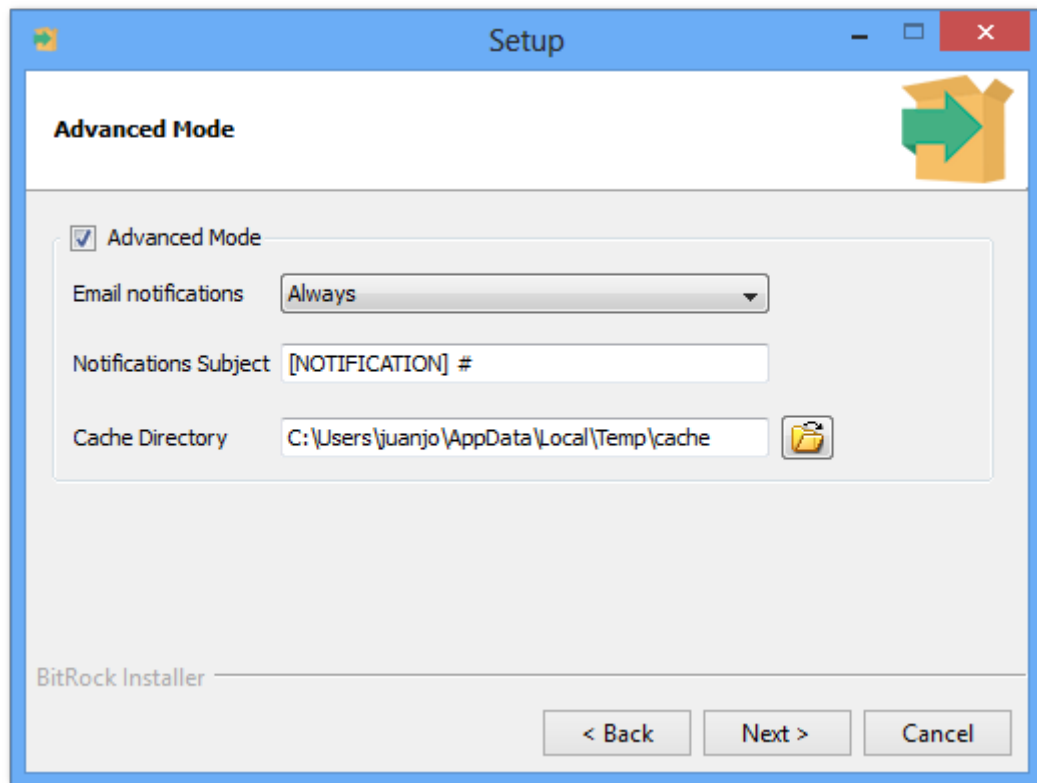 Setup
Advanced Mode
Advanced Mode
Email notifications Always
Notifications Subject [NOTIFICATION] #
Cache Directory C:\Users\juanjo\AppData\Local\Temp\cache
BitRock Installer
< Back Next > Cancel